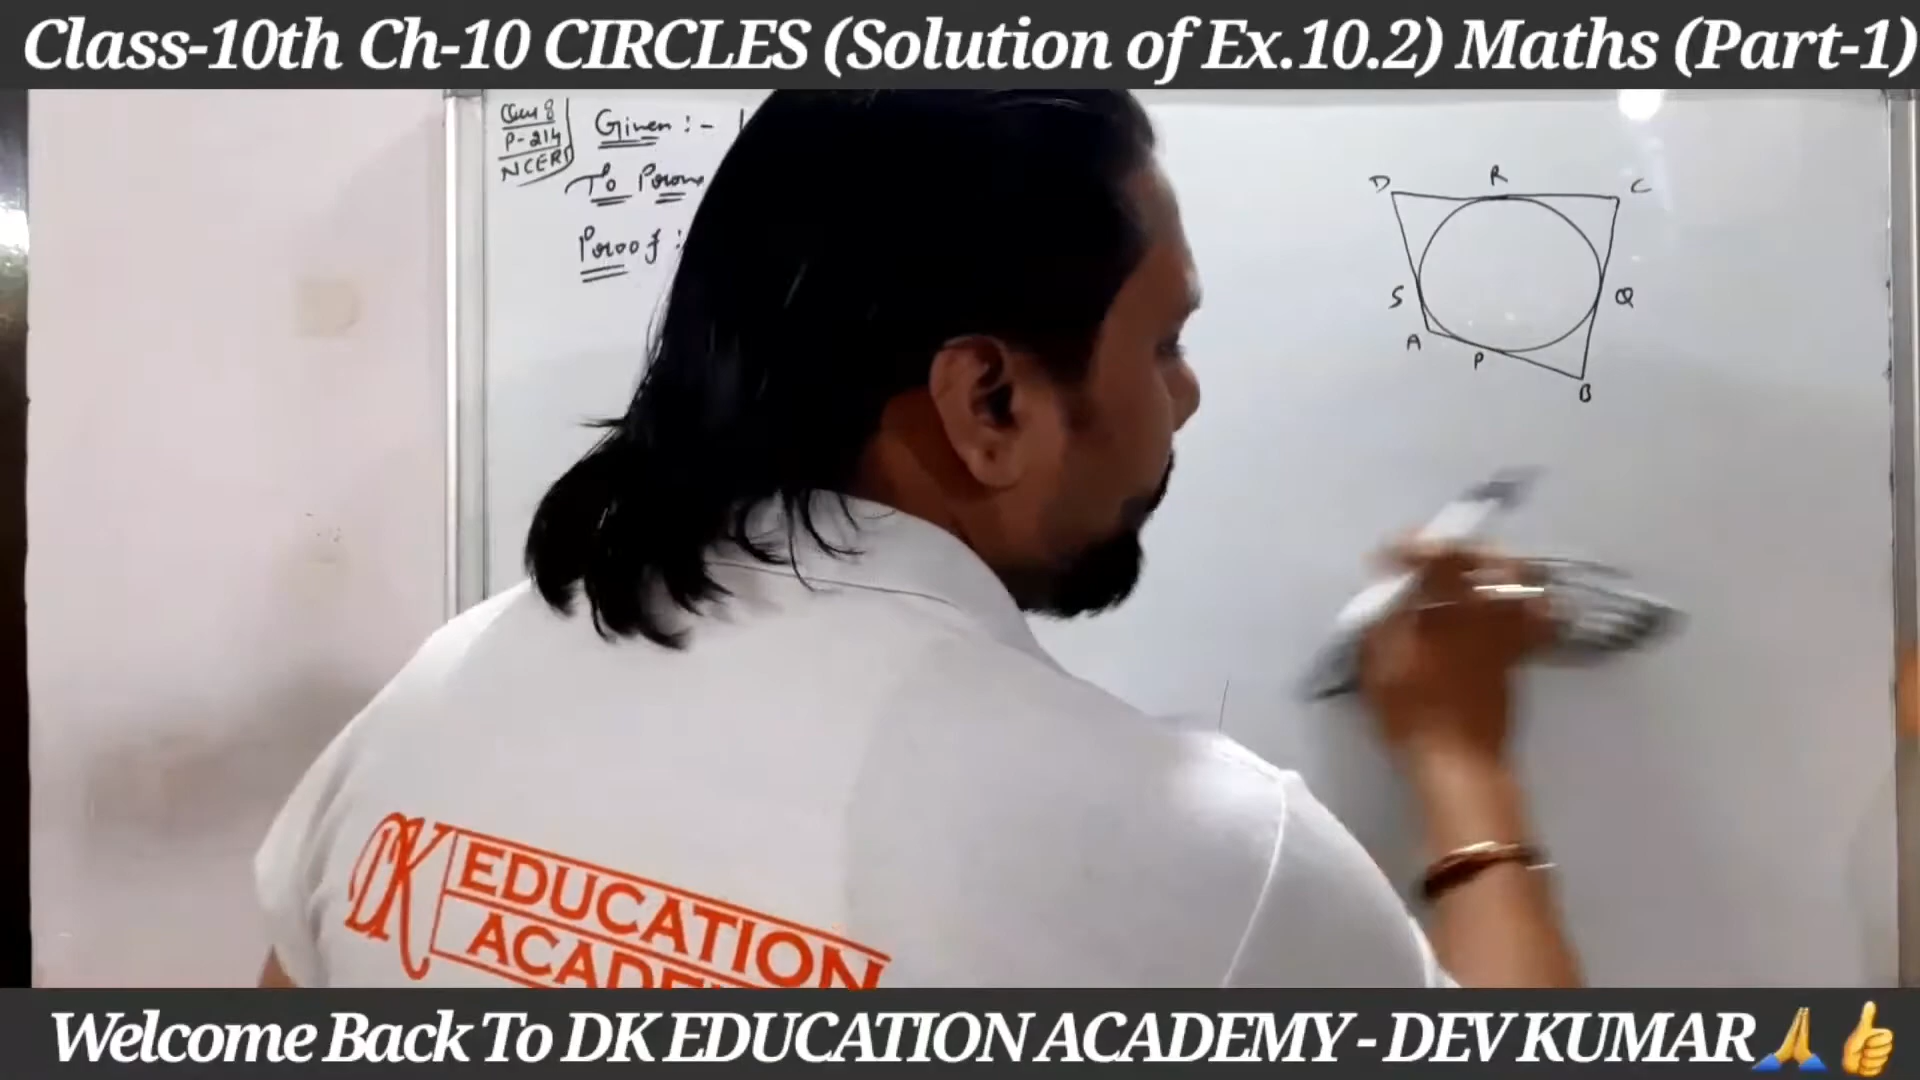 Class-10th Ch-10 CIRCLES (Solution of Ex.10.2) Maths (Part-1)
Ques 8
P-214
NCERT
Given :-
To Prove
Proof :
D R C
S Q
A P B
DK EDUCATION
Welcome Back To DK EDUCATION ACADEMY - DEV KUMAR🙏👍